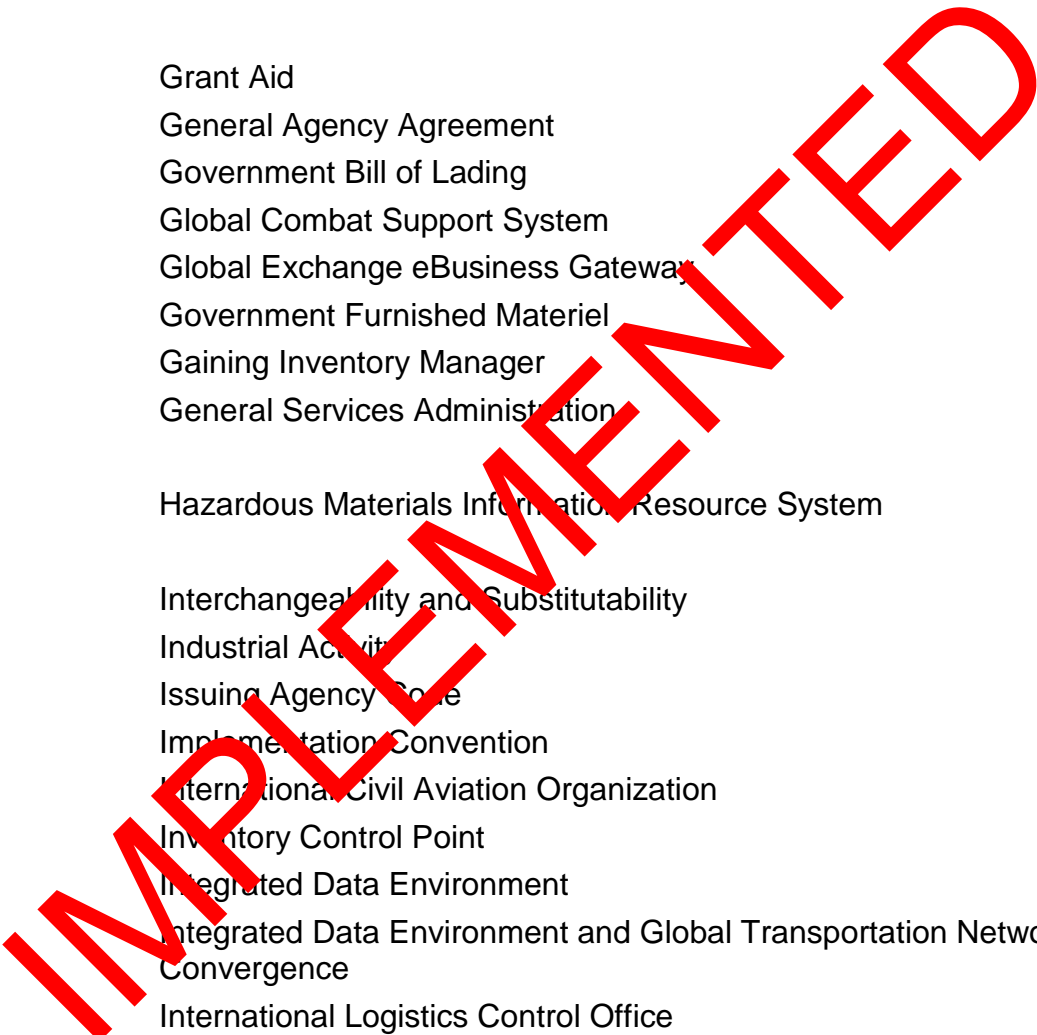 Grant Aid
General Agency Agreement
Government Bill of Lading
Global Combat Support System
Global Exchange eBusiness Gateway
Government Furnished Materiel
Gaining Inventory Manager
General Services Administration
Hazardous Materials Information Resource System
Interchangeability and Substitutability
Industrial Activity
Issuing Agency Code
Implementation Convention
International Civil Aviation Organization
Inventory Control Point
Integrated Data Environment
Integrated Data Environment and Global Transportation Netwo
Convergence
International Logistics Control Office
IMPLEMENTED